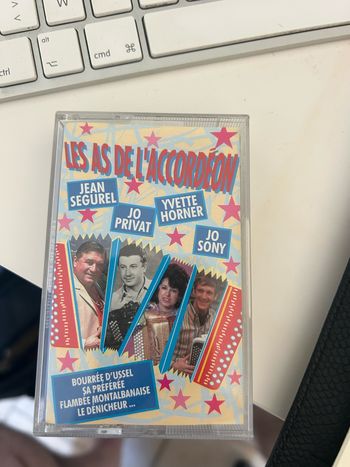 W
alt
ctrl
cmd ⌘
LES AS DE L'ACCORDÉON
JEAN
SEGUREL
JO
PRIVAT
YVETTE
HORNER
JO
SONY
BOURRÉE D'USSEL
SA PRÉFÉRÉE
FLAMBÉE MONTALBANAISE
LE DENICHEUR ...